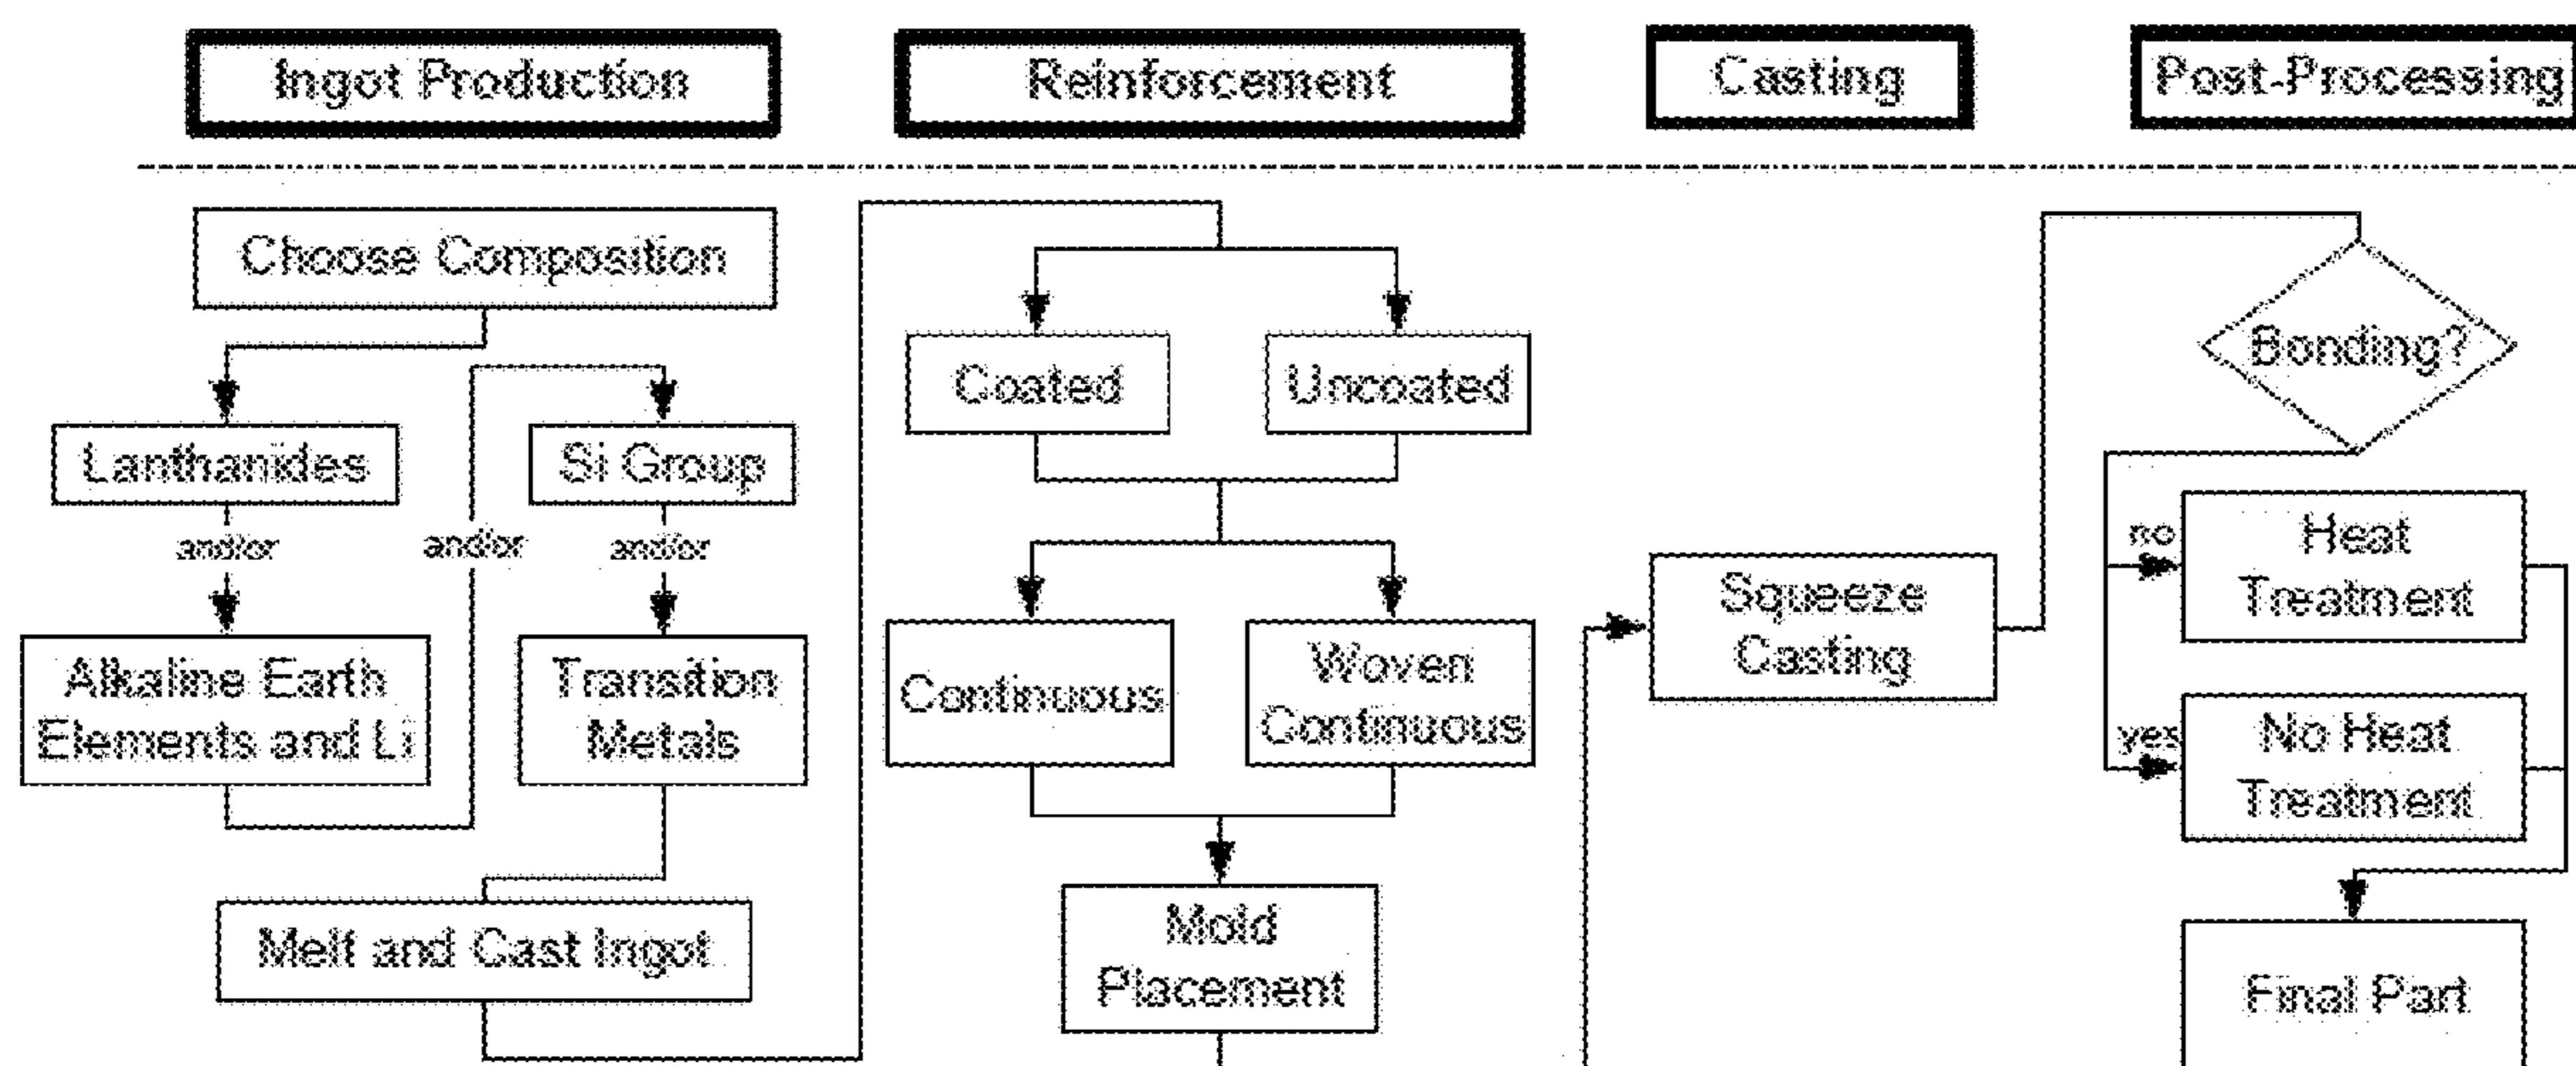 Ingot Production
Reinforcement
Casting
Post-Processing
Choose Composition
Lanthanides
Si Group
and/or
and/or
and/or
Alkaline Earth
Elements and Li
Transition
Metals
Melt and Cast Ingot
Coated
Uncoated
Continuous
Woven
Continuous
Mold
Placement
Squeeze
Casting
Bonding?
no
Heat
Treatment
yes
No Heat
Treatment
Final Part